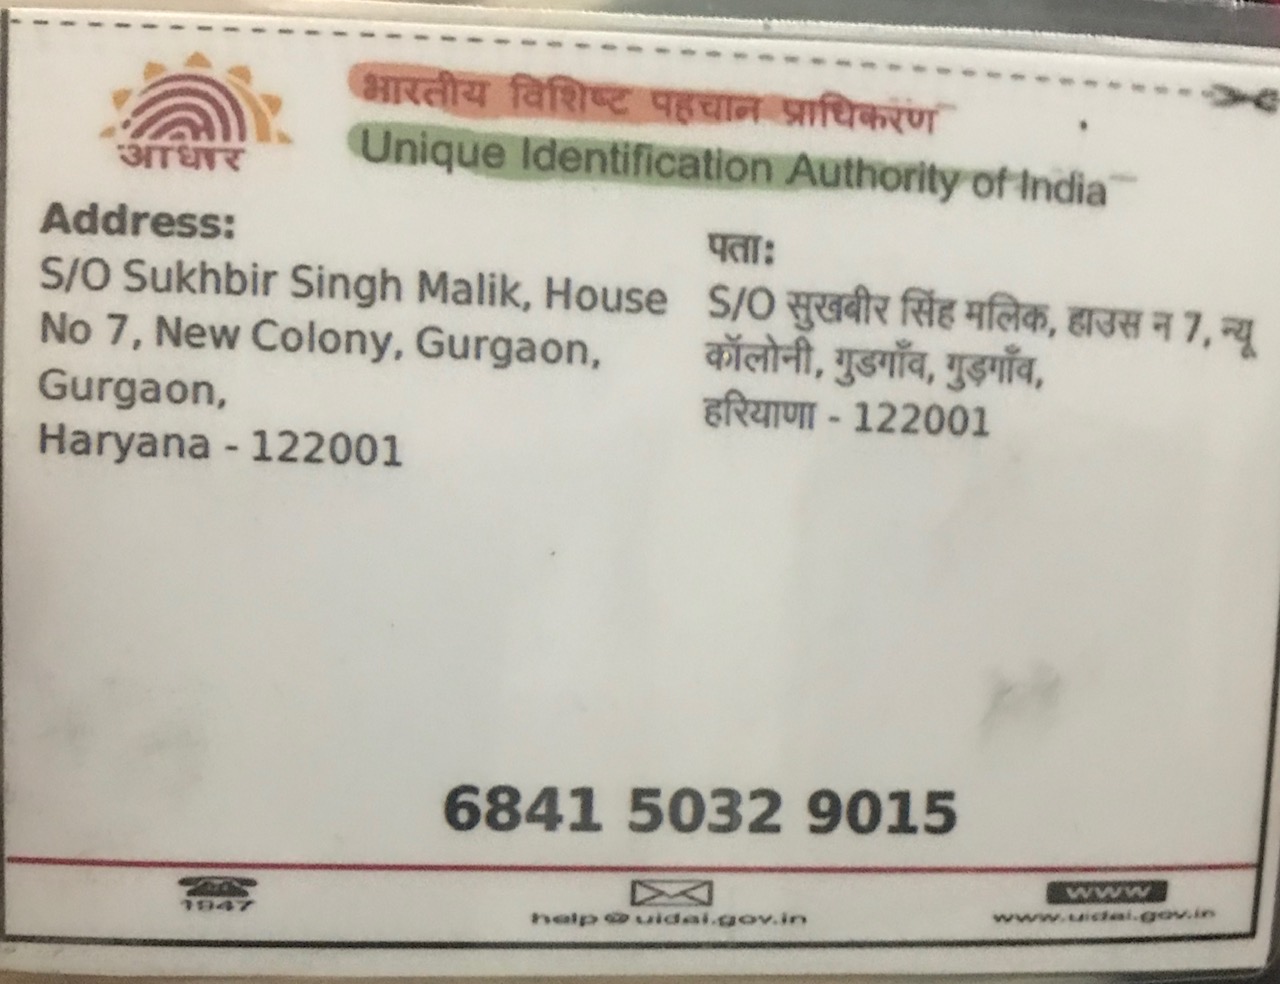 भारतीय विशिष्ट पहचान प्राधिकरण
Unique Identification Authority of India
आधार
Address:
S/O Sukhbir Singh Malik, House
No 7, New Colony, Gurgaon,
Gurgaon,
Haryana - 122001
पता:
S/O सुखबीर सिंह मलिक, हाउस न 7, न्यू
कॉलोनी, गुडगाँव, गुड़गाँव,
हरियाणा - 122001
6841 5032 9015
1947
help@uidai.gov.in
www
www.uidai.gov.in